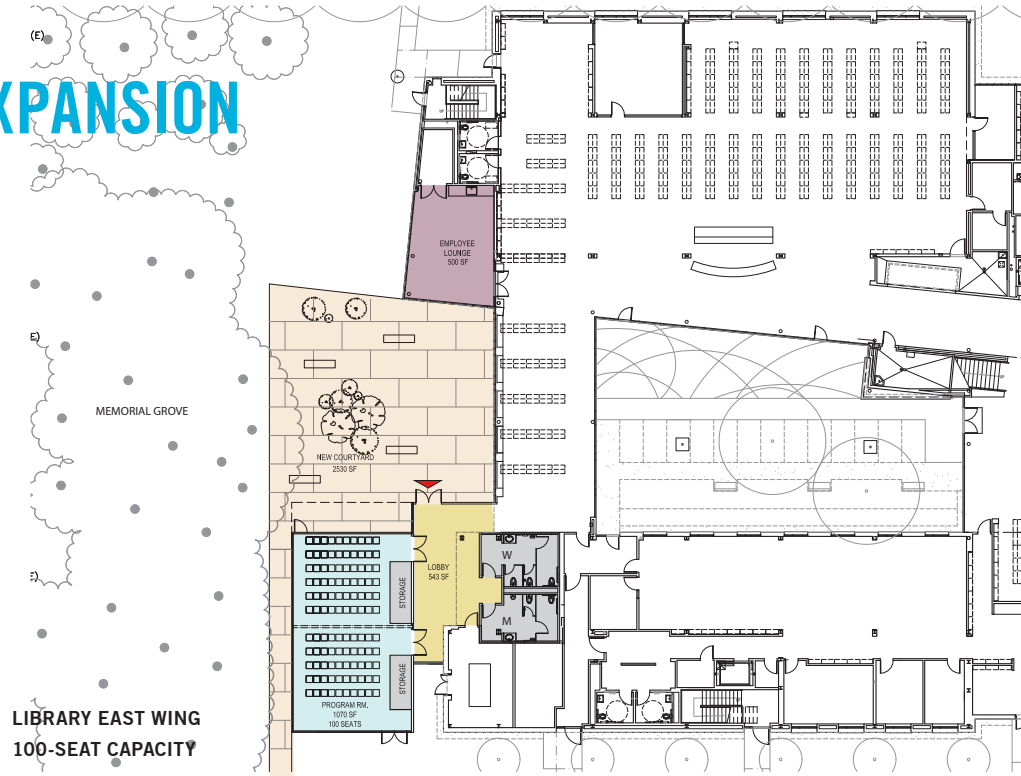 (E)
XPANSION
EMPLOYEE
LOUNGE
500 SF
E)
MEMORIAL GROVE
NEW COURTYARD
2530 SF
LOBBY
543 SF
W
M
STORAGE
STORAGE
E)
PROGRAM RM.
1070 SF
100 SEATS
LIBRARY EAST WING
100-SEAT CAPACITY